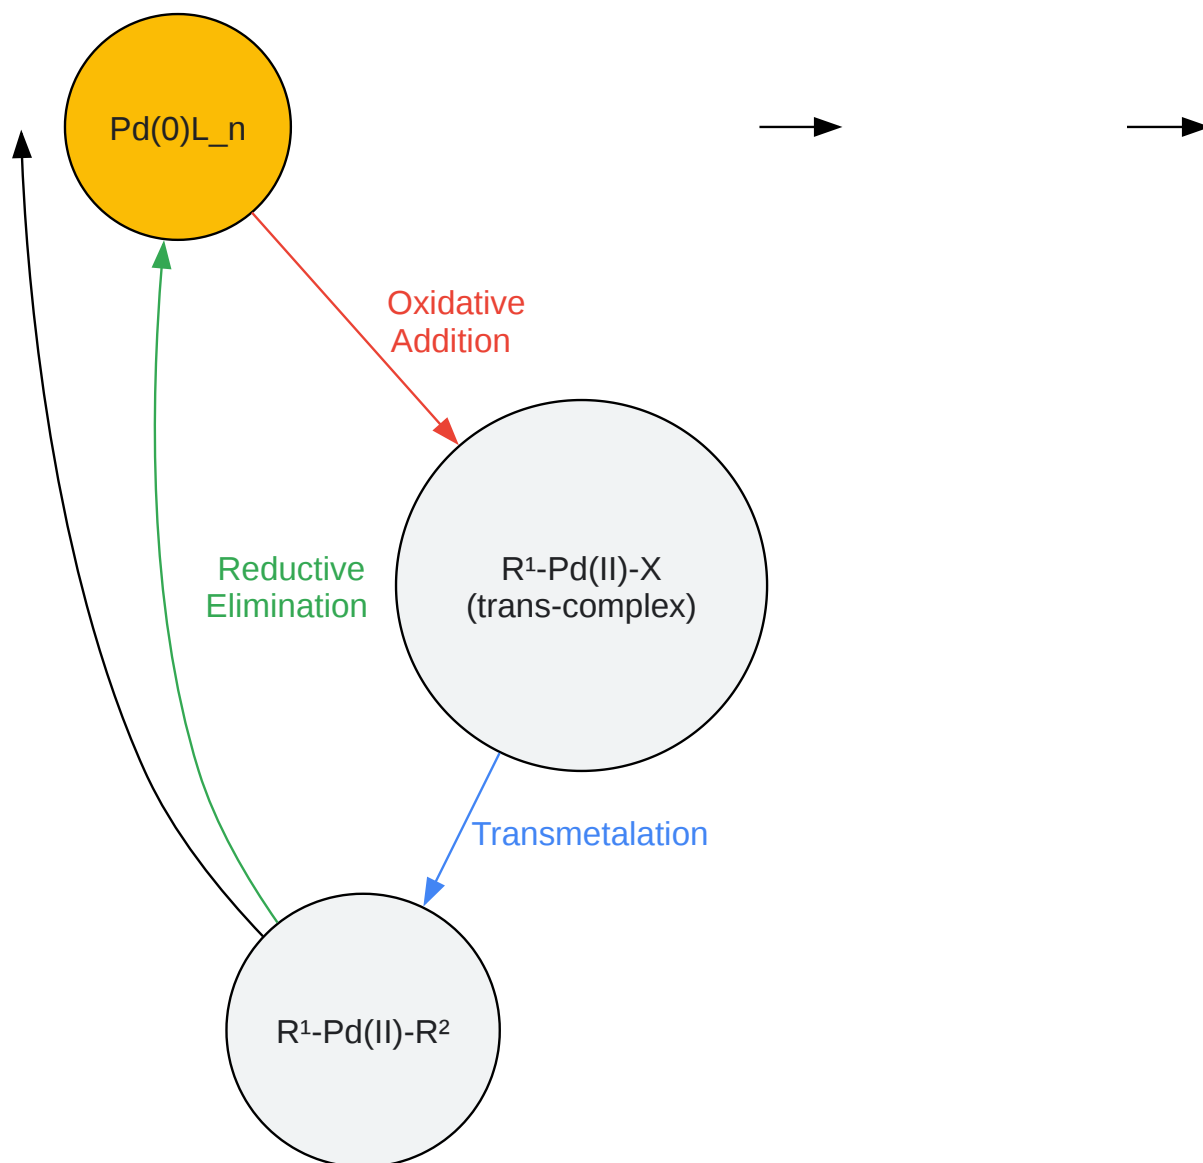 Pd(0)L_n
Oxidative
Addition
R¹-Pd(II)-X
(trans-complex)
Reductive
Elimination
Transmetalation
R¹-Pd(II)-R²